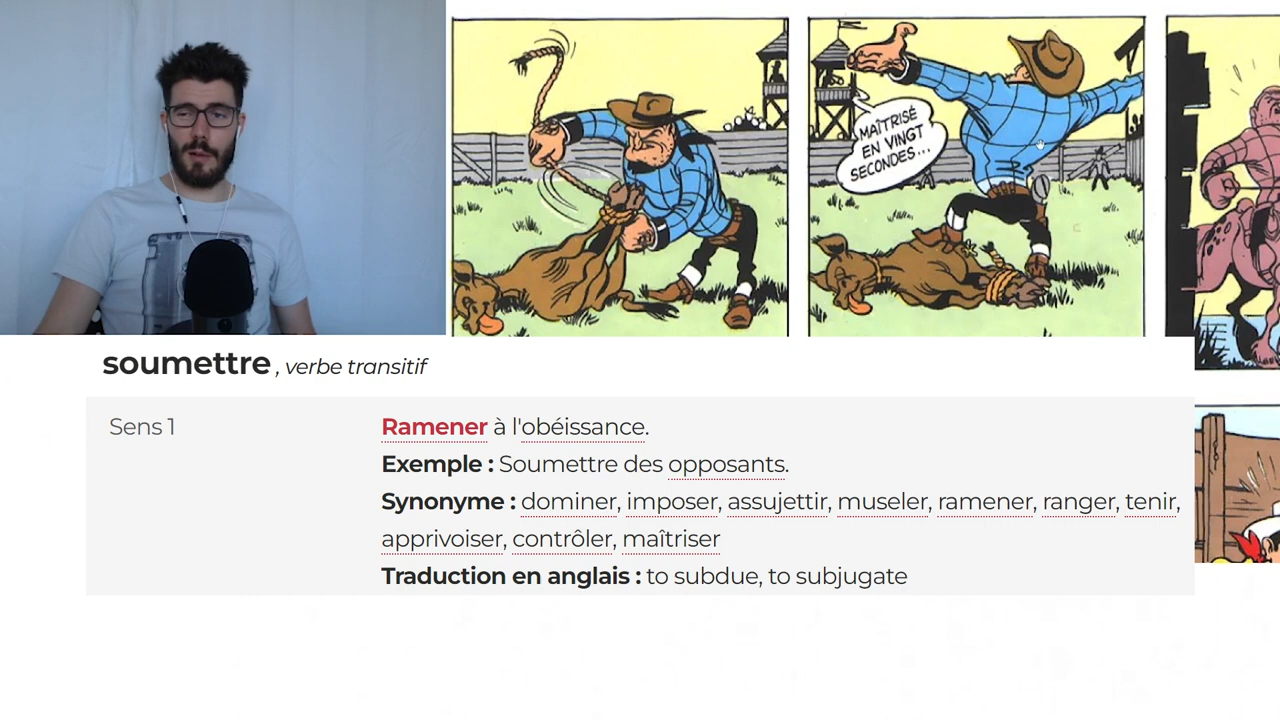 MAÎTRISÉ
EN VINGT
SECONDES...
soumettre , verbe transitif
Sens 1
Ramener à l'obéissance.
Exemple : Soumettre des opposants.
Synonyme : dominer, imposer, assujettir, museler, ramener, ranger, tenir,
apprivoiser, contrôler, maîtriser
Traduction en anglais : to subdue, to subjugate